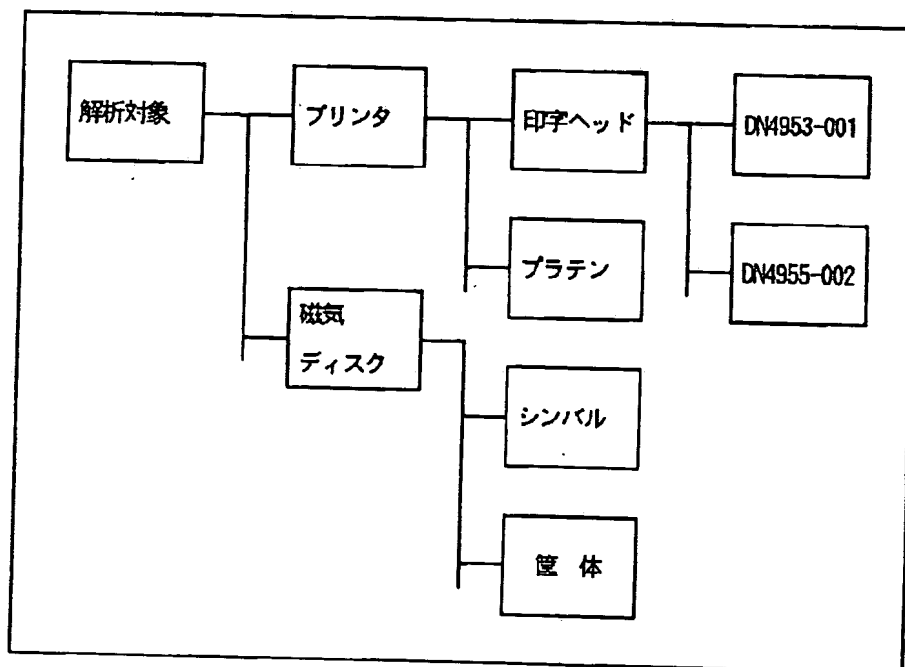 解析対象
プリンタ
印字ヘッド
DN4953-001
プラテン
DN4955-002
磁気
ディスク
シンバル
筐 体